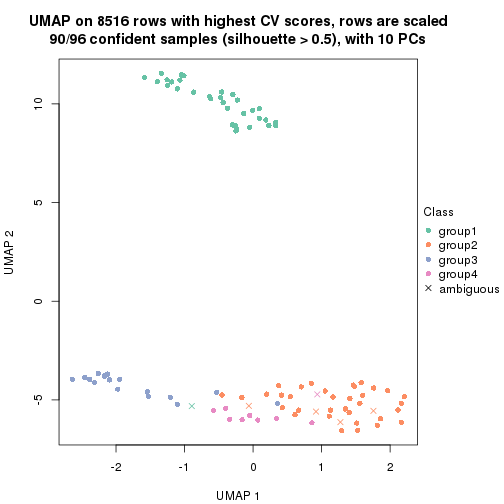 UMAP on 8516 rows with highest CV scores, rows are scaled
90/96 confident samples (silhouette > 0.5), with 10 PCs
10
5
0
-5
UMAP 2
-2
-1
0
1
2
UMAP 1
Class
group1
group2
group3
group4
ambiguous